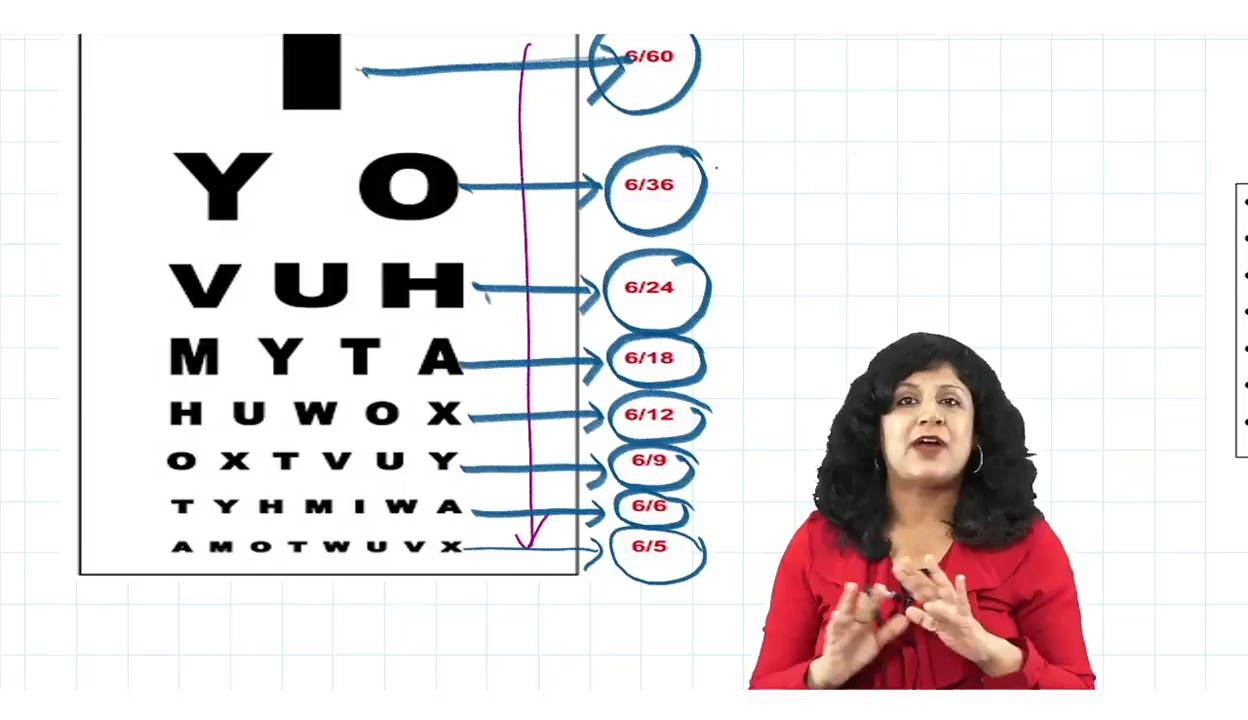 6/60
Y O 6/36
V U H 6/24
M Y T A 6/18
H U W O X 6/12
O X T V U Y 6/9
T Y H M I W A 6/6
A M O T W U V X 6/5